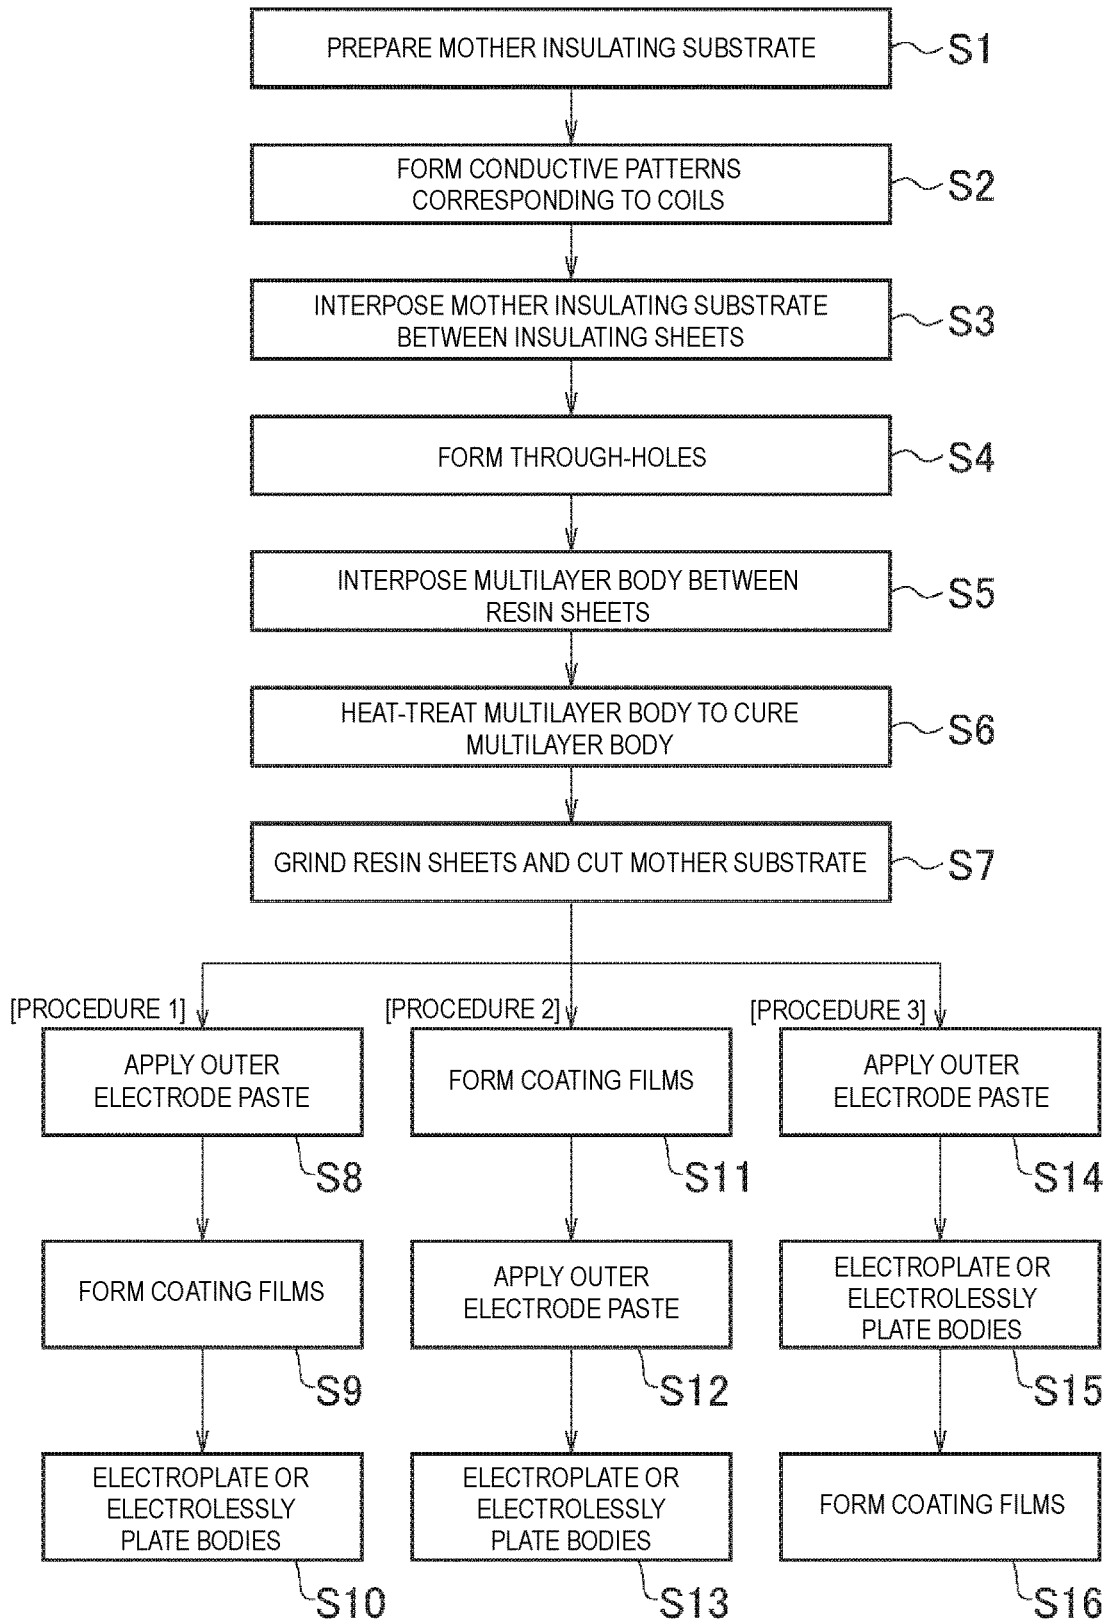 PREPARE MOTHER INSULATING SUBSTRATE
S1
FORM CONDUCTIVE PATTERNS
CORRESPONDING TO COILS
S2
INTERPOSE MOTHER INSULATING SUBSTRATE
BETWEEN INSULATING SHEETS
S3
FORM THROUGH-HOLES
S4
INTERPOSE MULTILAYER BODY BETWEEN
RESIN SHEETS
S5
HEAT-TREAT MULTILAYER BODY TO CURE
MULTILAYER BODY
S6
GRIND RESIN SHEETS AND CUT MOTHER SUBSTRATE
S7
[PROCEDURE 1]
APPLY OUTER
ELECTRODE PASTE
S8
FORM COATING FILMS
S9
ELECTROPLATE OR
ELECTROLESSLY
PLATE BODIES
S10
[PROCEDURE 2]
FORM COATING FILMS
S11
APPLY OUTER
ELECTRODE PASTE
S12
ELECTROPLATE OR
ELECTROLESSLY
PLATE BODIES
S13
[PROCEDURE 3]
APPLY OUTER
ELECTRODE PASTE
S14
ELECTROPLATE OR
ELECTROLESSLY
PLATE BODIES
S15
FORM COATING FILMS
S16